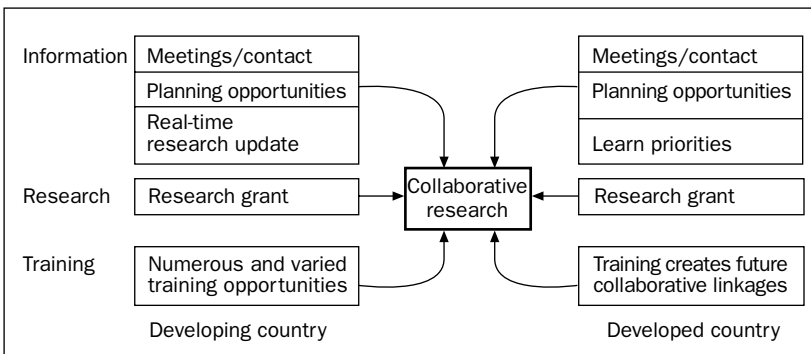 Information
Meetings/contact
Planning opportunities
Real-time
research update
Meetings/contact
Planning opportunities
Learn priorities
Research
Research grant
Collaborative
research
Research grant
Training
Numerous and varied
training opportunities
Training creates future
collaborative linkages
Developing country
Developed country